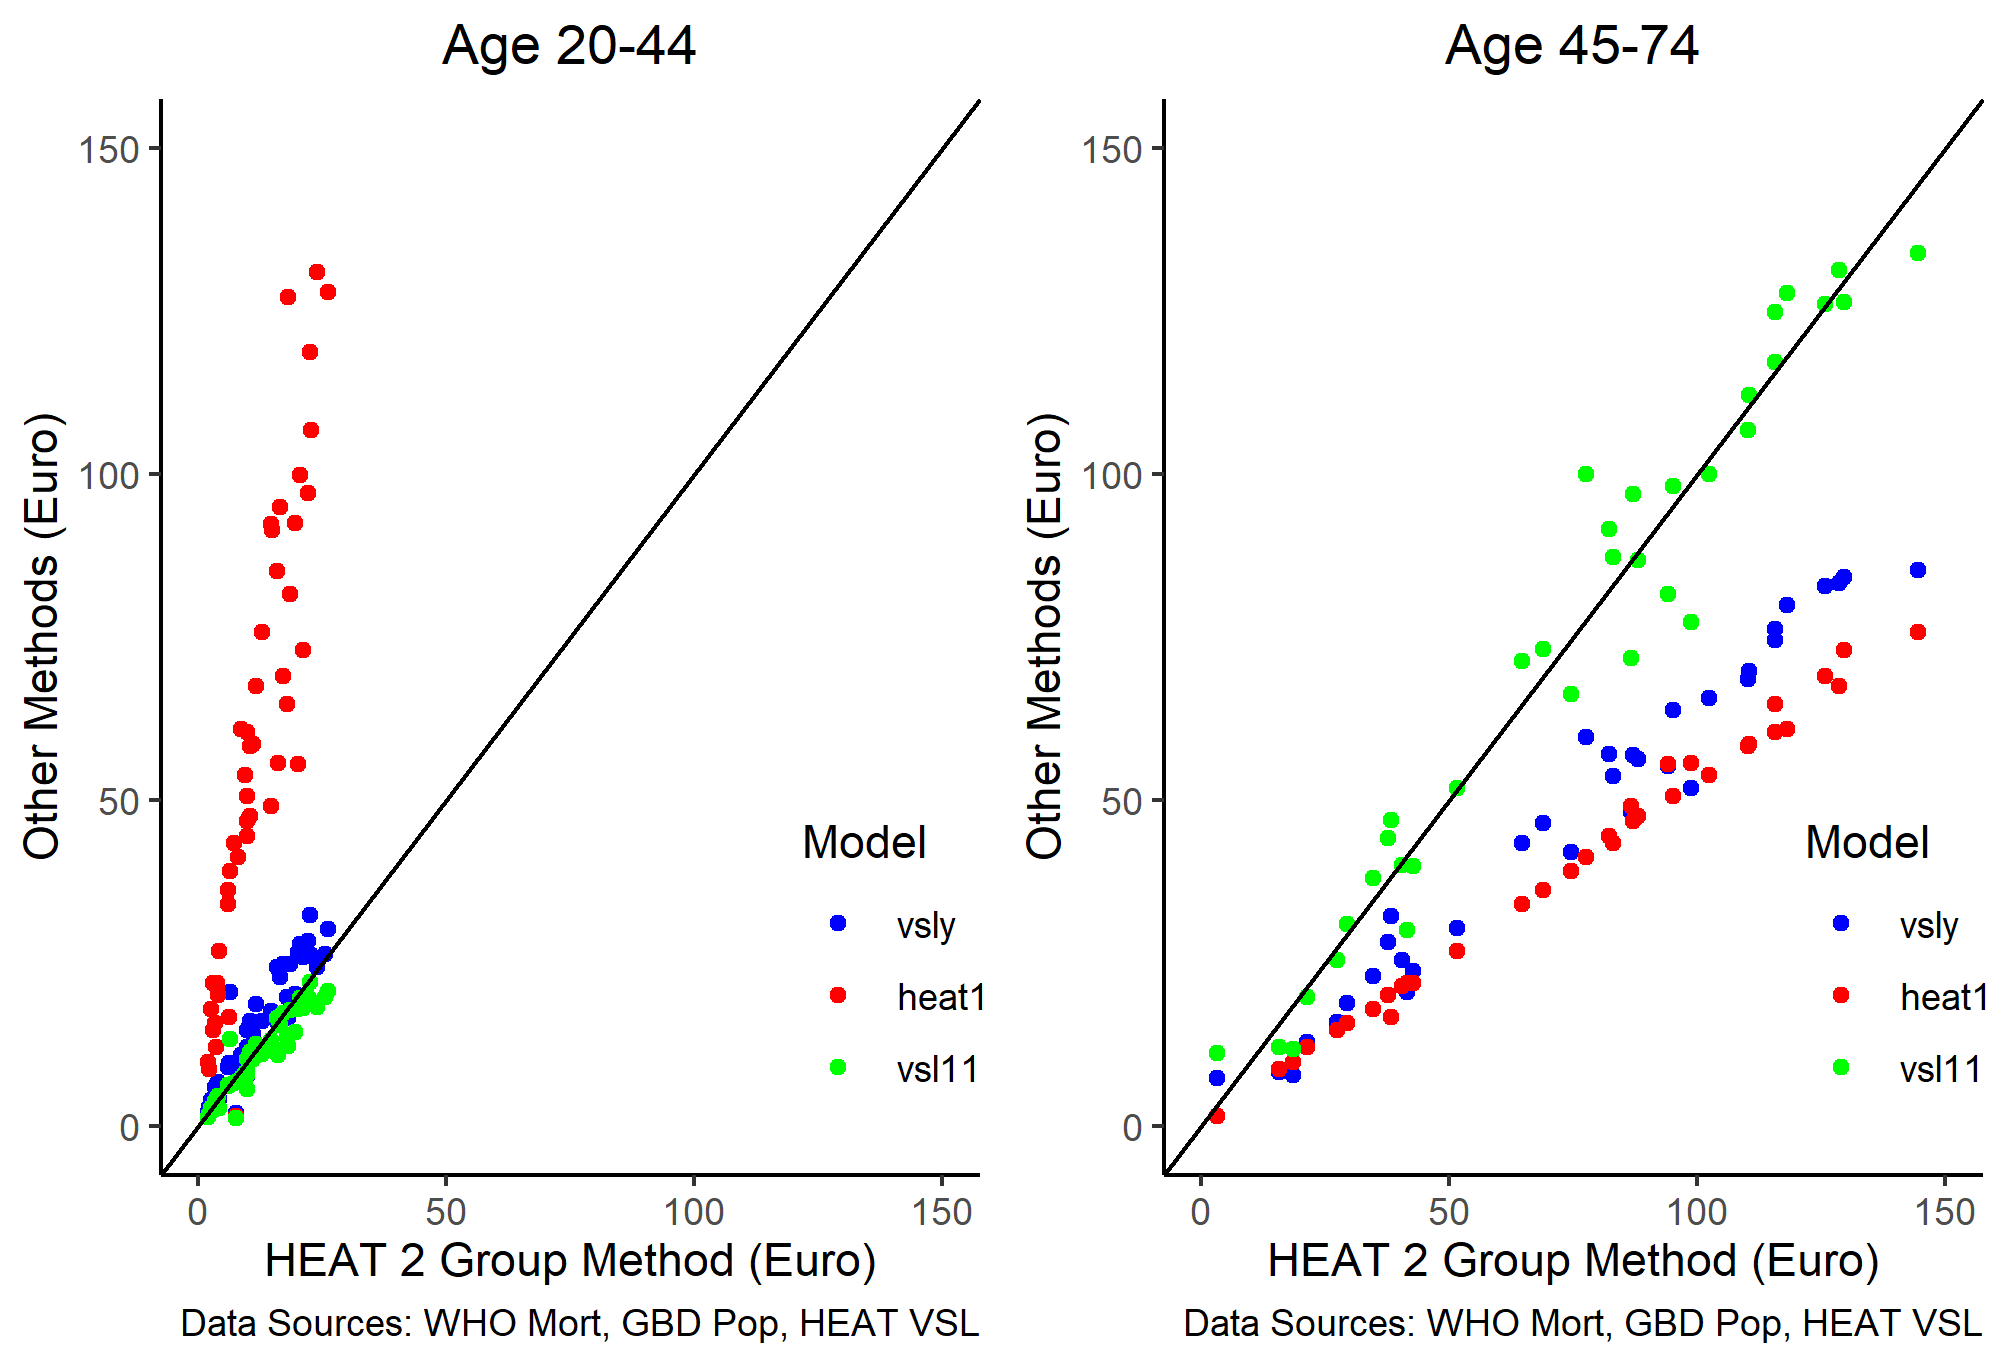 Age 20-44
Other Methods (Euro)
150
100
50
0
0 50 100 150
HEAT 2 Group Method (Euro)
Data Sources: WHO Mort, GBD Pop, HEAT VSL
Model
vsly
heat1
vsl11
Age 45-74
Other Methods (Euro)
150
100
50
0
0 50 100 150
HEAT 2 Group Method (Euro)
Data Sources: WHO Mort, GBD Pop, HEAT VSL
Model
vsly
heat1
vsl11